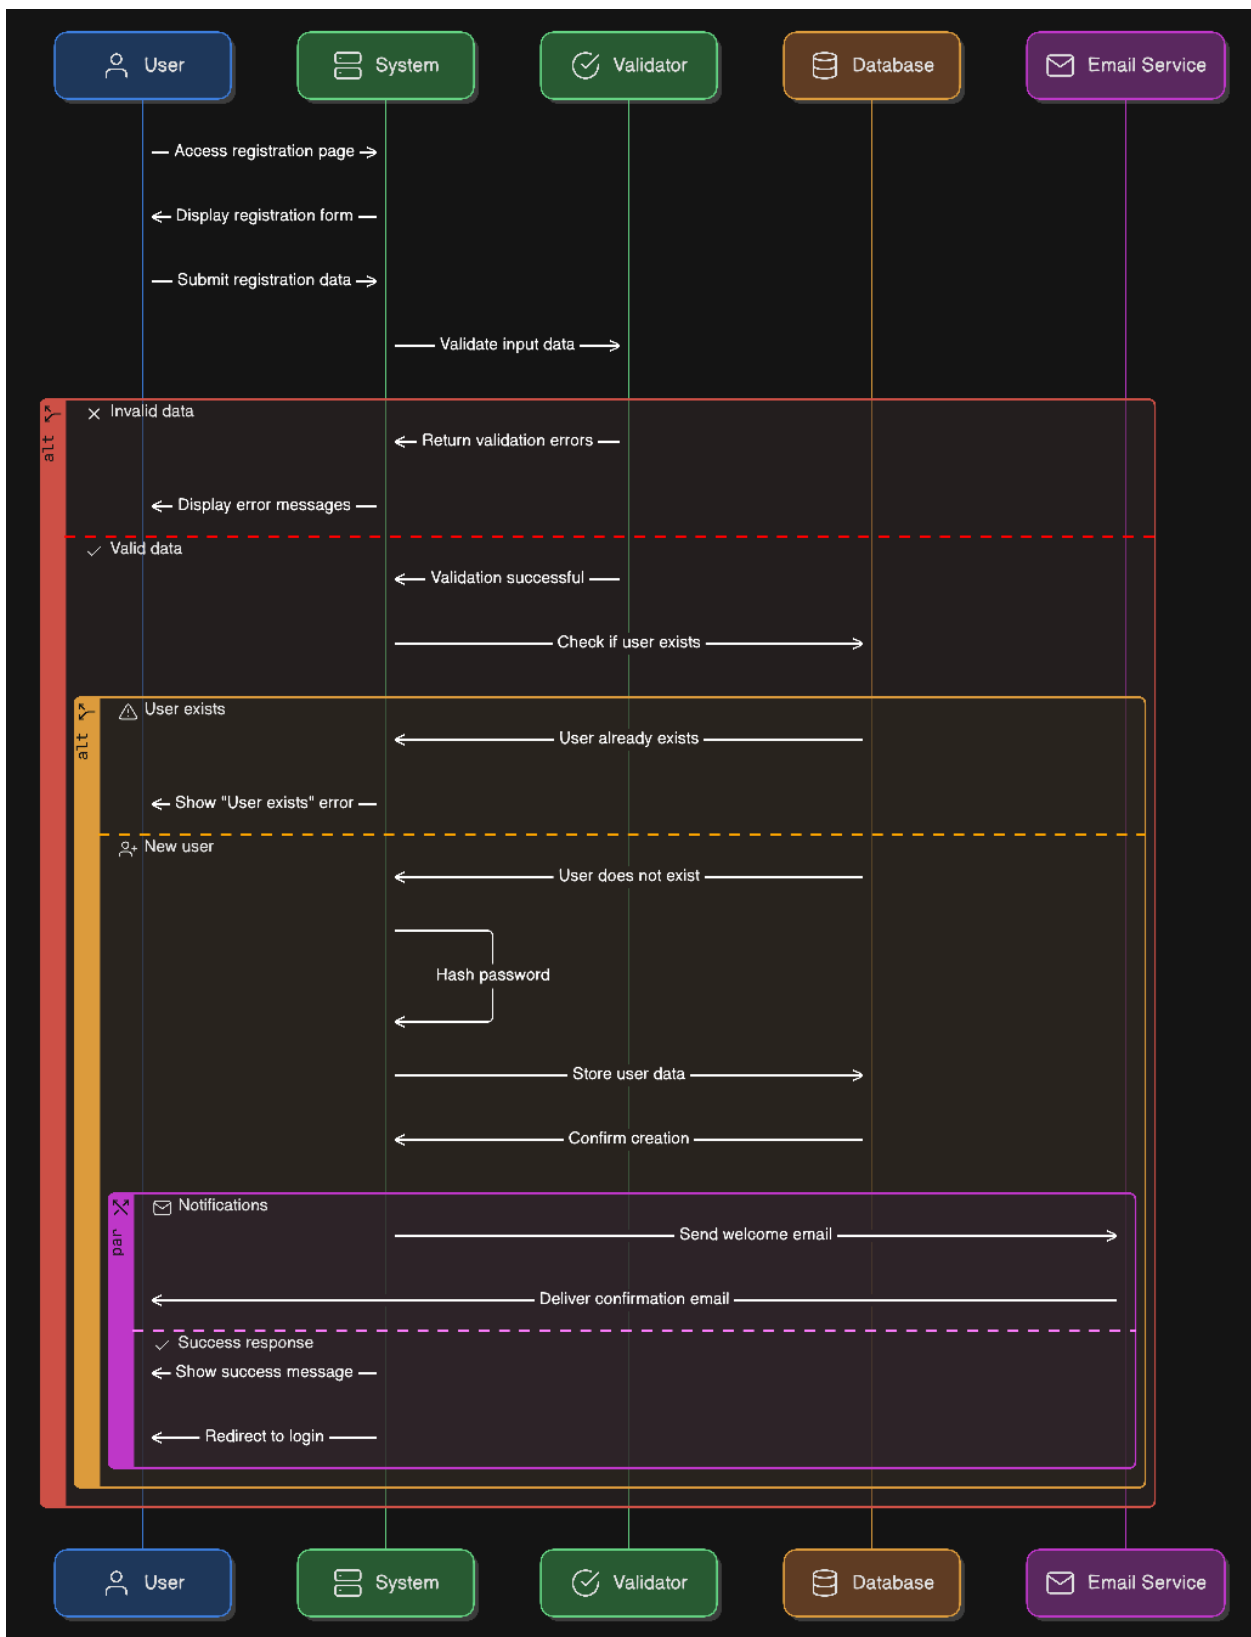 User
System
Validator
Database
Email Service
Access registration page
Display registration form
Submit registration data
Validate input data
alt
Invalid data
Return validation errors
Display error messages
Valid data
Validation successful
Check if user exists
alt
User exists
User already exists
Show "User exists" error
New user
User does not exist
Hash password
Store user data
Confirm creation
par
Notifications
Send welcome email
Deliver confirmation email
Success response
Show success message
Redirect to login
User
System
Validator
Database
Email Service